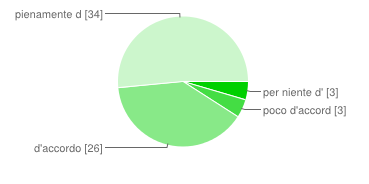 pienamente d [34]
per niente d' [3]
poco d'accord [3]
d'accordo [26]